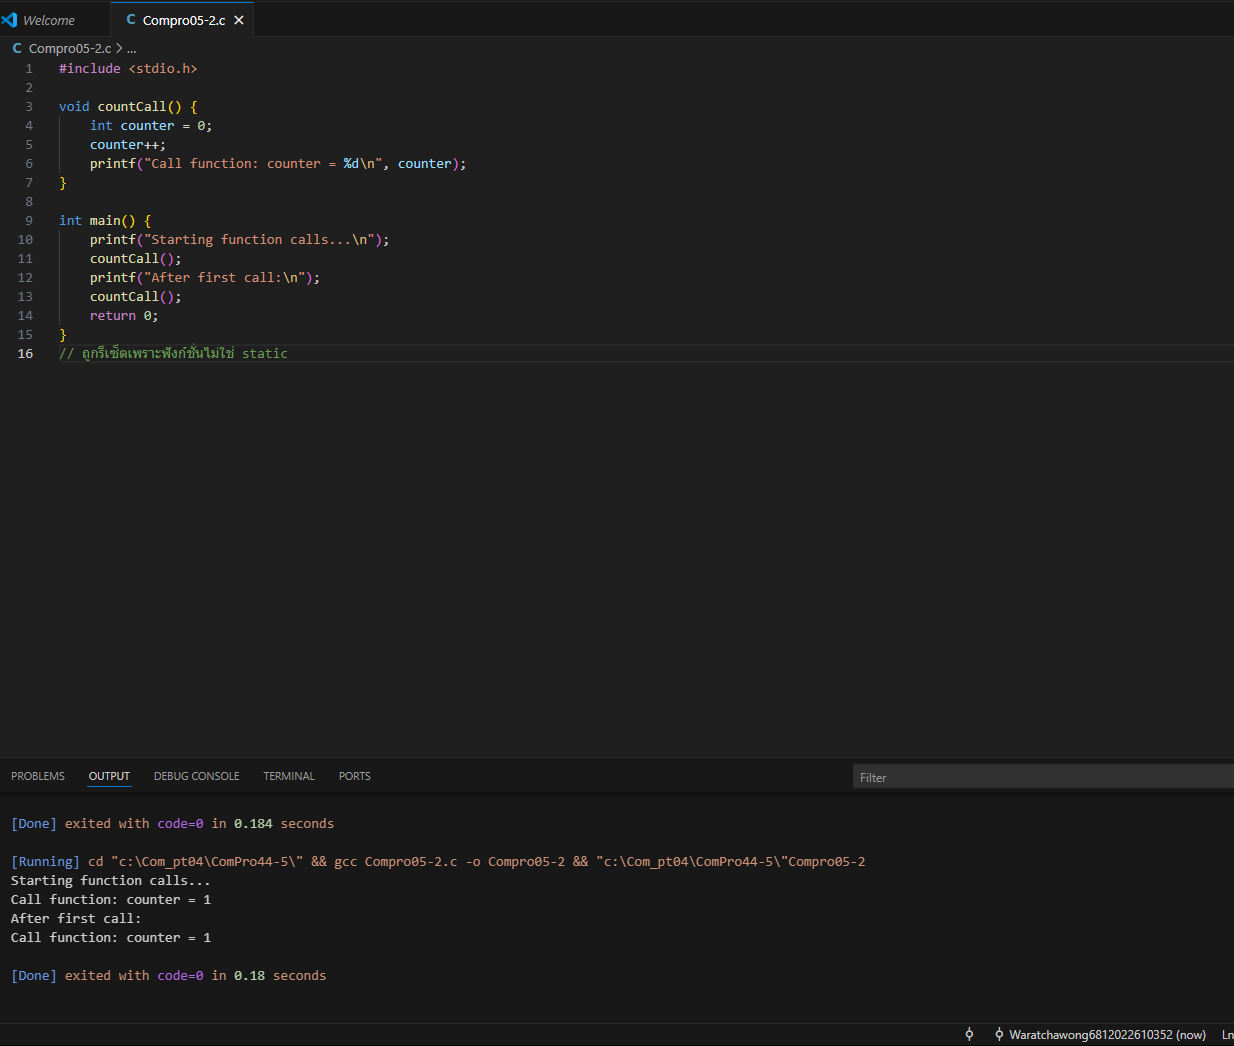 Welcome
C Compro05-2.c ×
C Compro05-2.c > ...
1 #include <stdio.h>
2
3 void countCall() {
4 int counter = 0;
5 counter++;
6 printf("Call function: counter = %d\n", counter);
7 }
8
9 int main() {
10 printf("Starting function calls...\n");
11 countCall();
12 printf("After first call:\n");
13 countCall();
14 return 0;
15 }
16 // ถูกรีเซ็ตเพราะฟังก์ชั่นไม่ใช่ static
PROBLEMS OUTPUT DEBUG CONSOLE TERMINAL PORTS Filter
[Done] exited with code=0 in 0.184 seconds
[Running] cd "c:\Com_pt04\ComPro44-5\" && gcc Compro05-2.c -o Compro05-2 && "c:\Com_pt04\ComPro44-5\"Compro05-2
Starting function calls...
Call function: counter = 1
After first call:
Call function: counter = 1
[Done] exited with code=0 in 0.18 seconds
Waratchawong6812022610352 (now) Ln